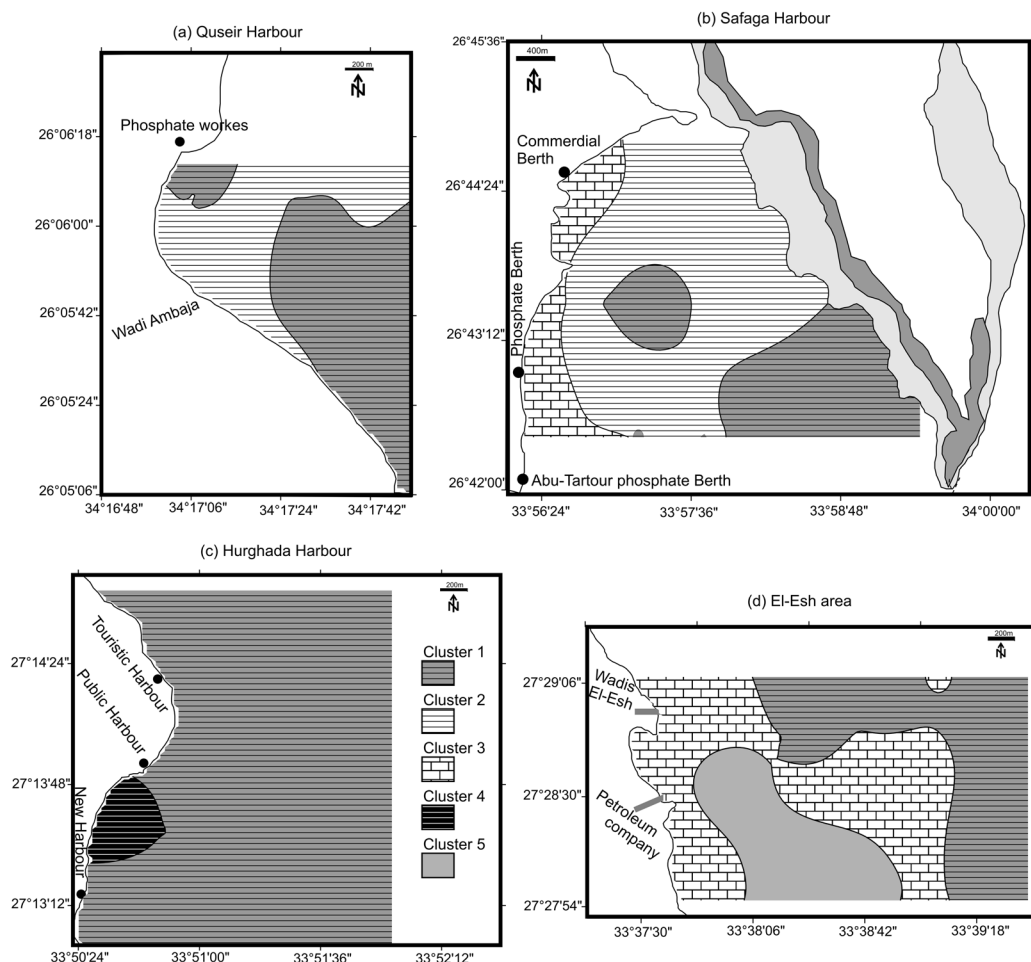 (a) Quseir Harbour
200 m
N
Phosphate workes
Wadi Ambaja
26°06'18"
26°06'00"
26°05'42"
26°05'24"
26°05'06"
34°16'48"
34°17'06"
34°17'24"
34°17'42"
(b) Safaga Harbour
400m
N
Commerdial
Berth
Phosphate Berth
Abu-Tartour phosphate Berth
26°45'36"
26°44'24"
26°43'12"
26°42'00"
33°56'24"
33°57'36"
33°58'48"
34°00'00"
(c) Hurghada Harbour
200m
N
Touristic Harbour
Public Harbour
New Harbour
27°14'24"
27°13'48"
27°13'12"
33°50'24"
33°51'00"
33°51'36"
33°52'12"
Cluster 1
Cluster 2
Cluster 3
Cluster 4
Cluster 5
(d) El-Esh area
200m
N
Wadis
El-Esh
Petroleum
company
27°29'06"
27°28'30"
27°27'54"
33°37'30"
33°38'06"
33°38'42"
33°39'18"